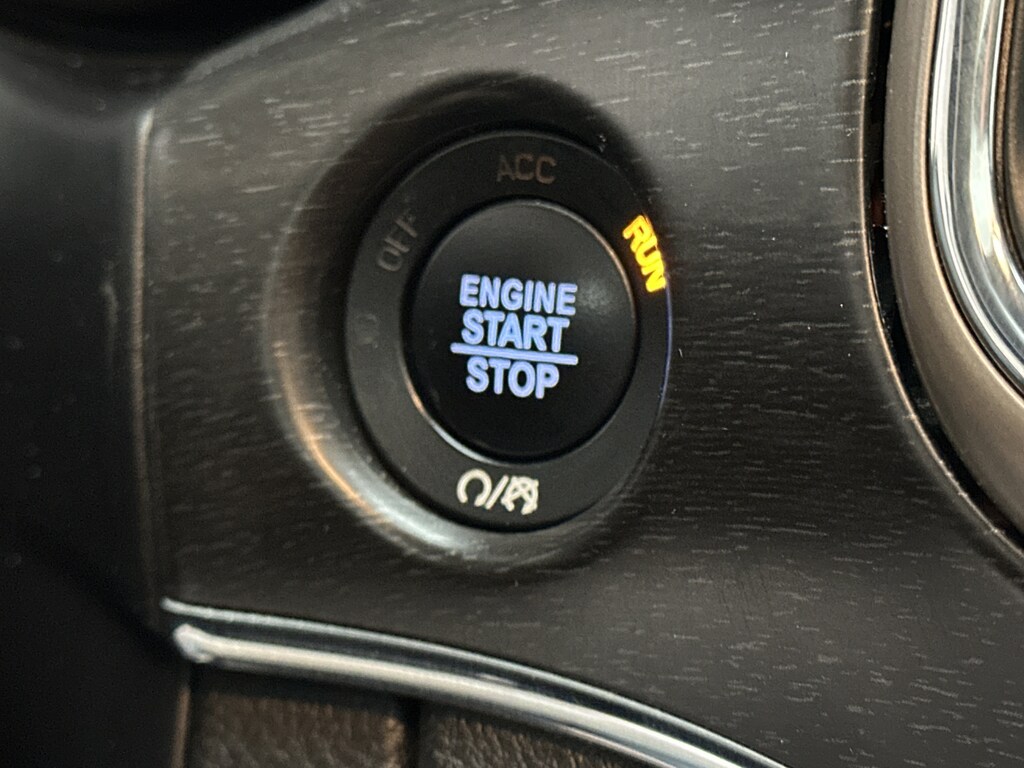 ACC
OFF
RUN
ENGINE
START
STOP